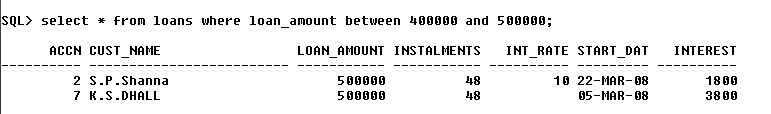 SQL> select * from loans where loan_amount between 400000 and 500000;
ACCN CUST_NAME LOAN_AMOUNT INSTALMENTS INT_RATE START_DAT INTEREST
---------- ------------------------- ----------- ----------- ---------- --------- ----------
2 S.P.Shanna 500000 48 10 22-MAR-08 1800
7 K.S.DHALL 500000 48 05-MAR-08 3800